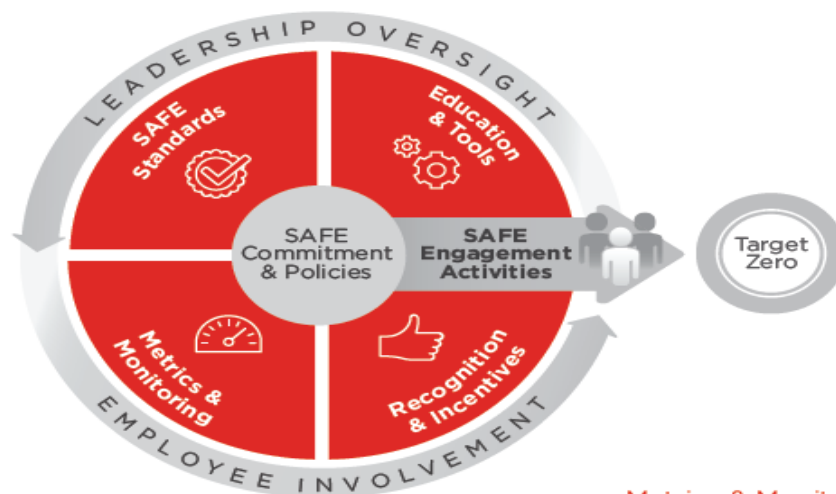 LEADERSHIP OVERSIGHT
SAFE
Standards
Education
& Tools
SAFE
Commitment
& Policies
SAFE
Engagement
Activities
Target
Zero
Metrics &
Monitoring
Recognition
& Incentives
EMPLOYEE INVOLVEMENT